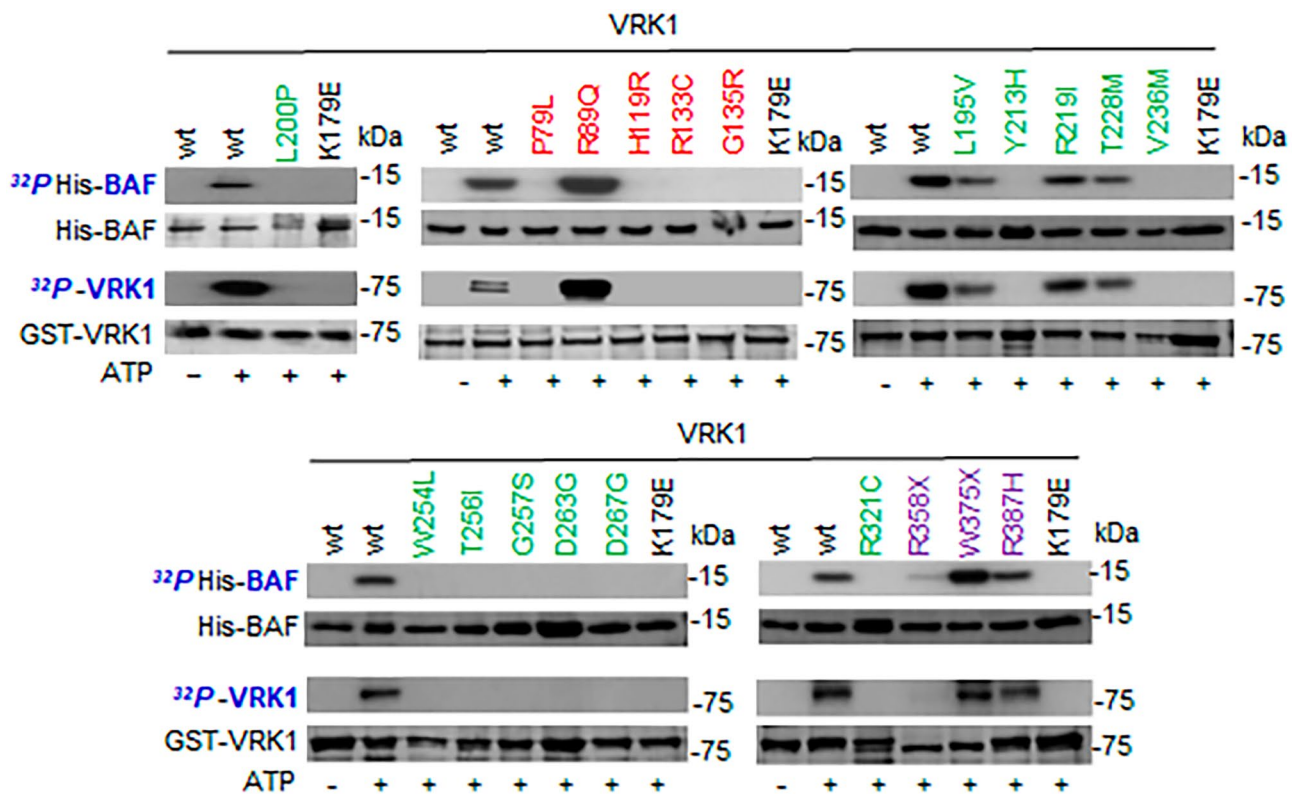 VRK1
wt wt L200P K179E kDa wt wt P79L R89Q H119R R133C G135R K179E kDa wt wt L195V Y213H R219I T228M V236M K179E kDa
32P His-BAF -15 -15 -15
His-BAF -15 -15 -15
32P-VRK1 -75 -75 -75
GST-VRK1 -75 -75 -75
ATP - + + + - + + + + + + + - + + + + + + +
VRK1
wt wt W254L T256I G257S D263G D267G K179E kDa wt wt R321C R358X W375X R387H K179E kDa
32P His-BAF -15 -15
His-BAF -15 -15
32P-VRK1 -75 -75
GST-VRK1 -75 -75
ATP - + + + + + + + - + + + + + +